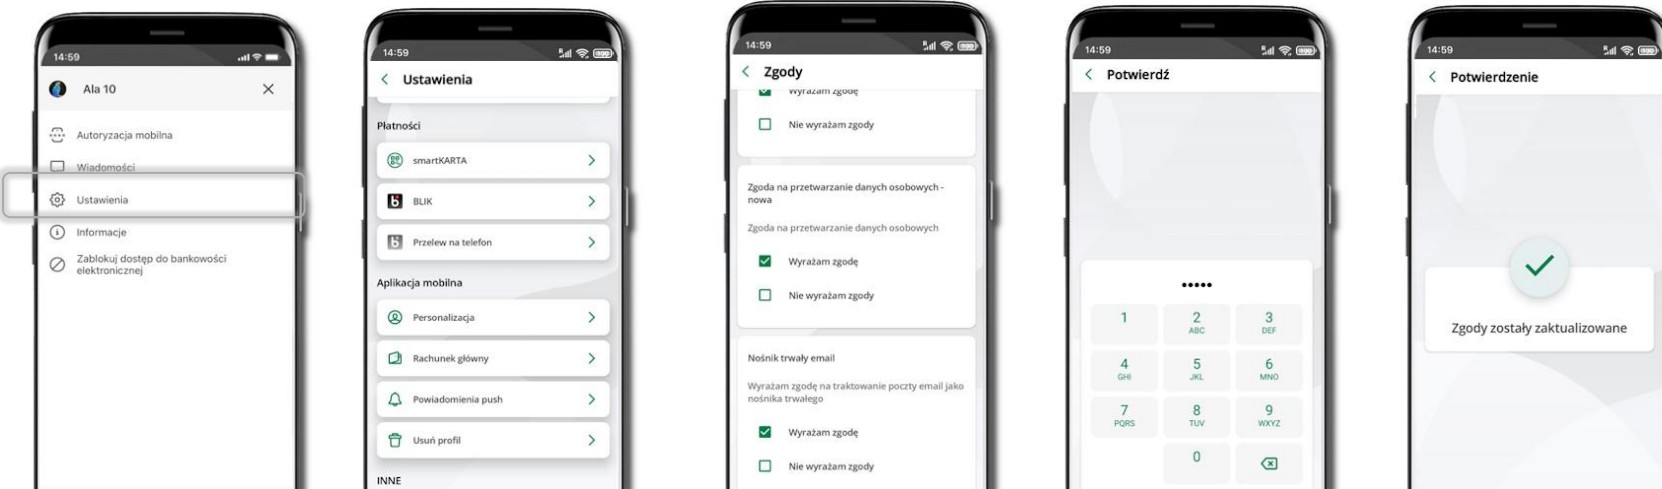 14:59
Ala 10
Autoryzacja mobilna
Wiadomości
Ustawienia
Informacje
Zablokuj dostęp do bankowości
elektronicznej
14:59
Ustawienia
Płatności
smartKARTA
BLIK
Przelew na telefon
Aplikacja mobilna
Personalizacja
Rachunek główny
Powiadomienia push
Usuń profil
INNE
14:59
Zgody
Wyrażam zgodę
Nie wyrażam zgody
Zgoda na przetwarzanie danych osobowych -
nowa
Zgoda na przetwarzanie danych osobowych
Wyrażam zgodę
Nie wyrażam zgody
Nośnik trwały email
Wyrażam zgodę na traktowanie poczty email jako
nośnika trwałego
Wyrażam zgodę
Nie wyrażam zgody
14:59
Potwierdź
•••••
1 2 3
ABC DEF
4 5 6
GHI JKL MNO
7 8 9
PQRS TUV WXYZ
0
14:59
Potwierdzenie
Zgody zostały zaktualizowane